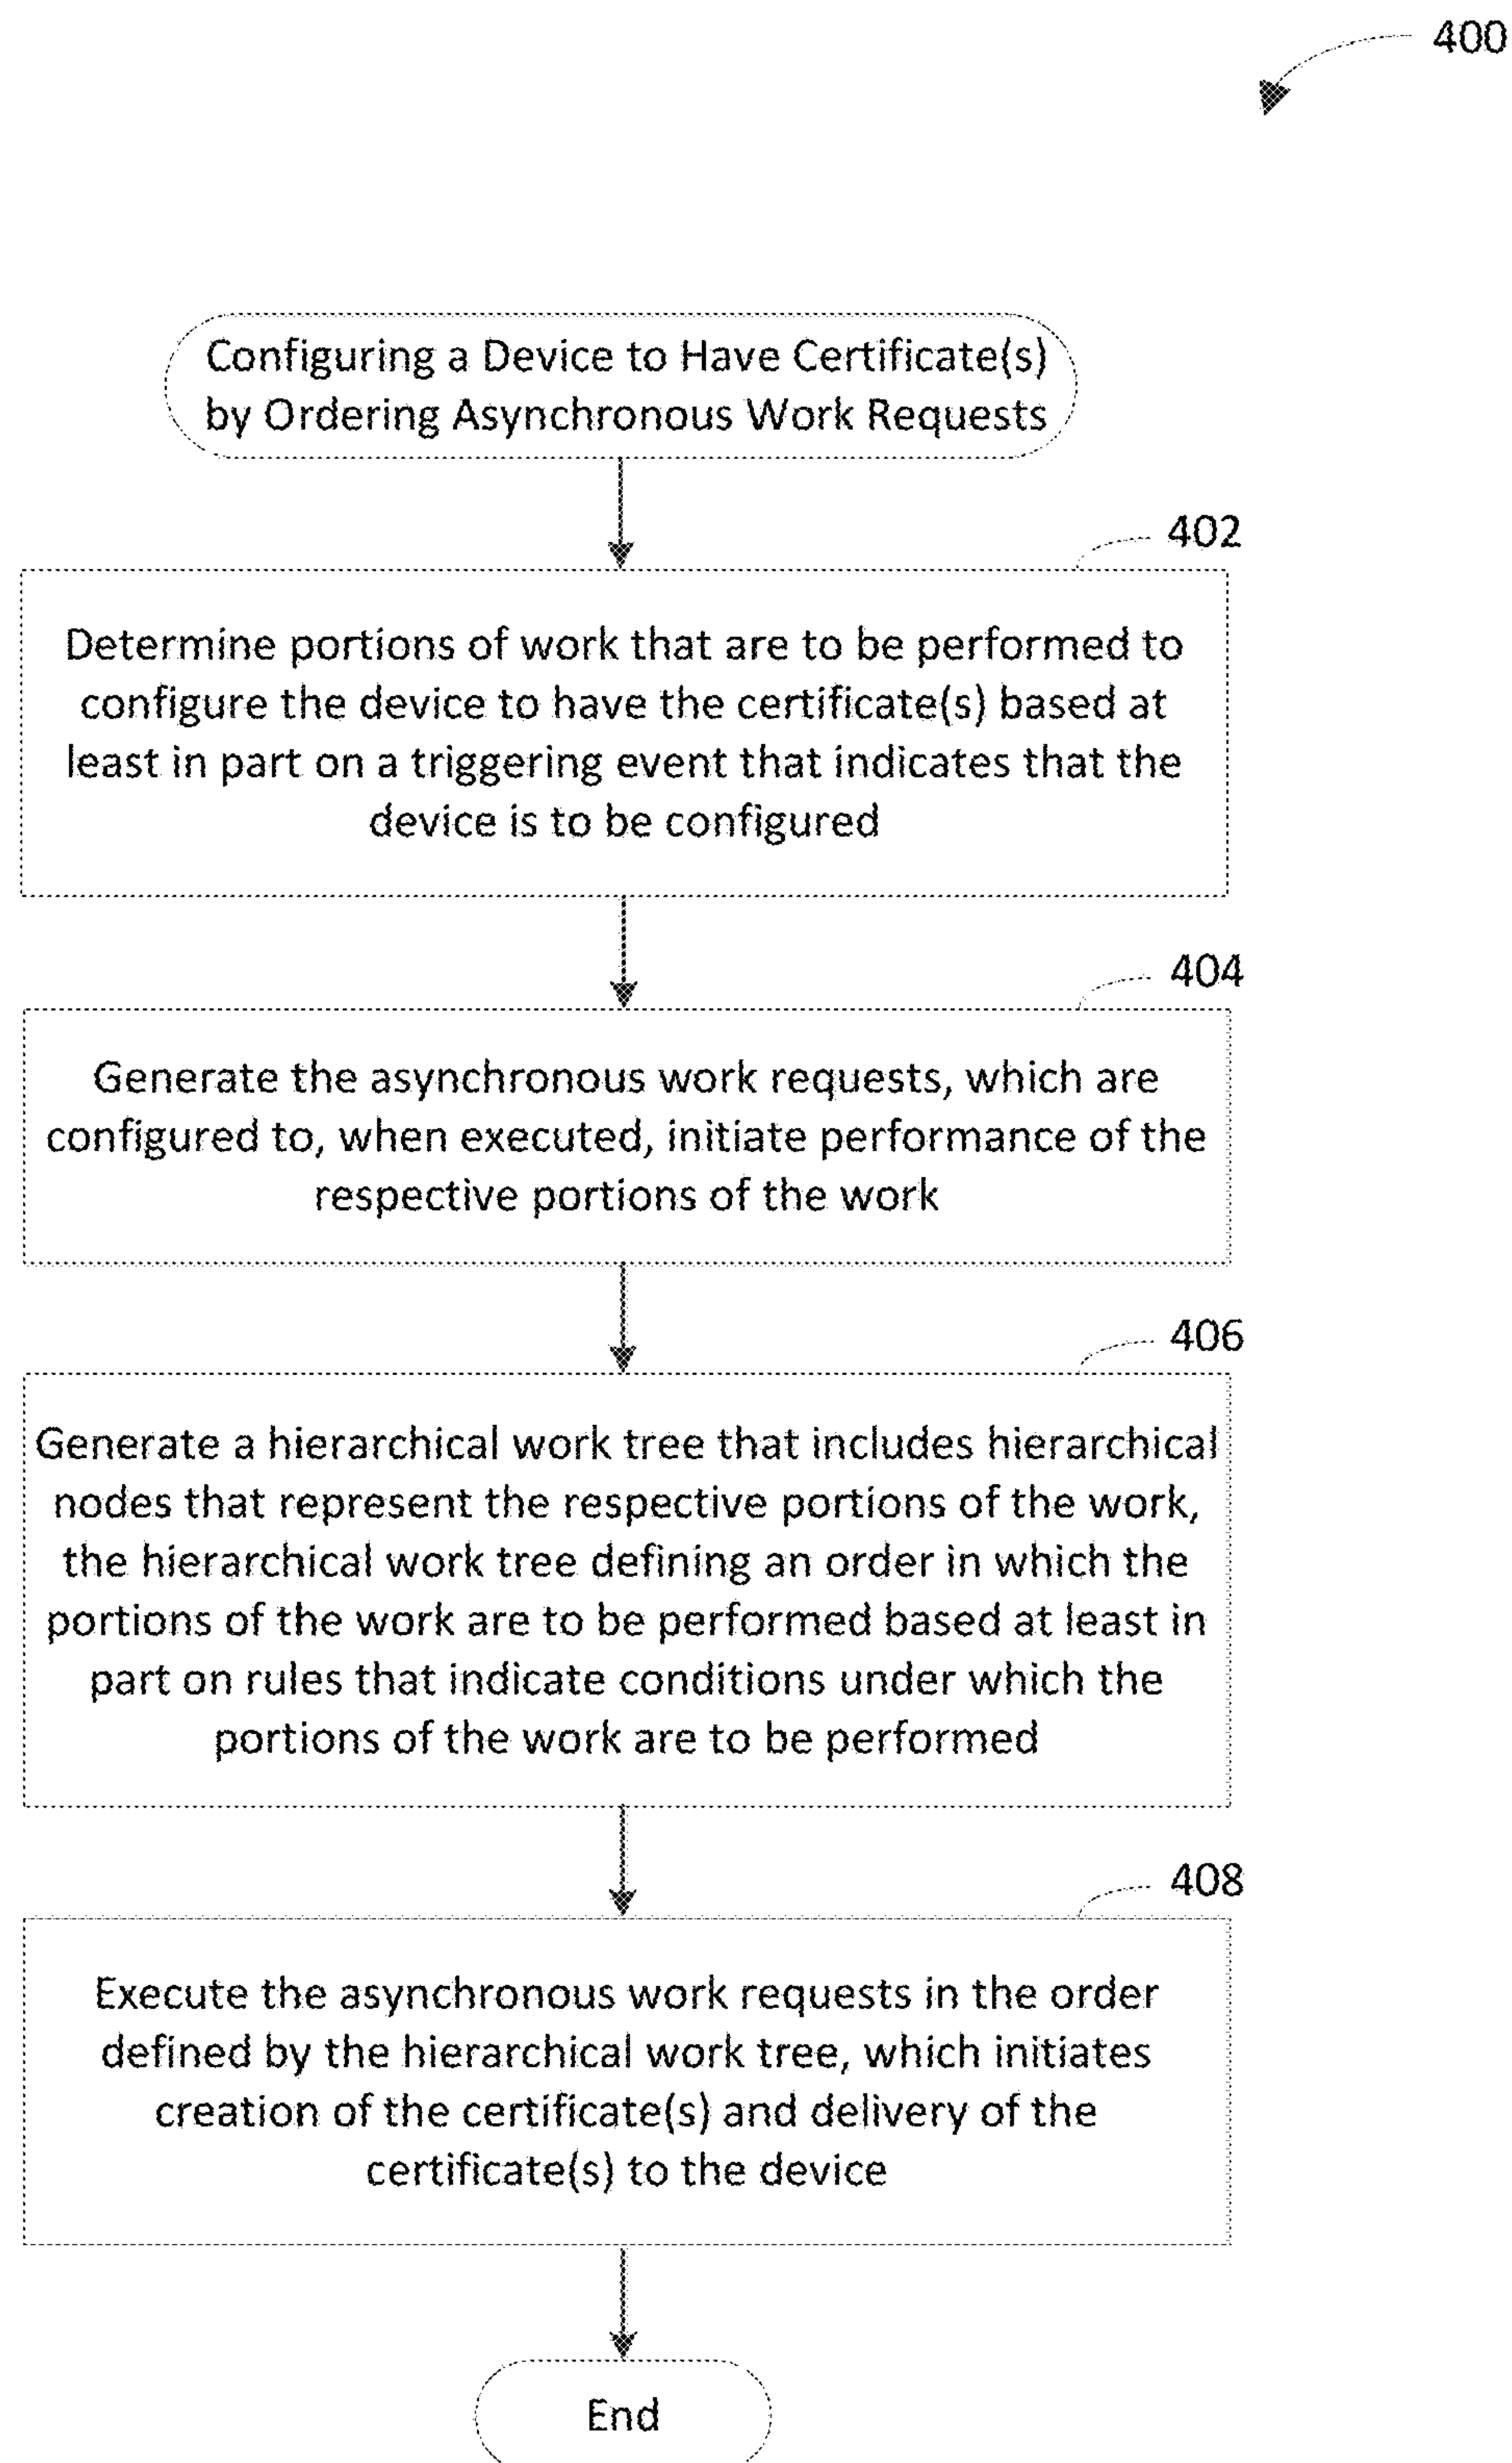 400
Configuring a Device to Have Certificate(s)
by Ordering Asynchronous Work Requests
402
Determine portions of work that are to be performed to
configure the device to have the certificate(s) based at
least in part on a triggering event that indicates that the
device is to be configured
404
Generate the asynchronous work requests, which are
configured to, when executed, initiate performance of the
respective portions of the work
406
Generate a hierarchical work tree that includes hierarchical
nodes that represent the respective portions of the work,
the hierarchical work tree defining an order in which the
portions of the work are to be performed based at least in
part on rules that indicate conditions under which the
portions of the work are to be performed
408
Execute the asynchronous work requests in the order
defined by the hierarchical work tree, which initiates
creation of the certificate(s) and delivery of the
certificate(s) to the device
End